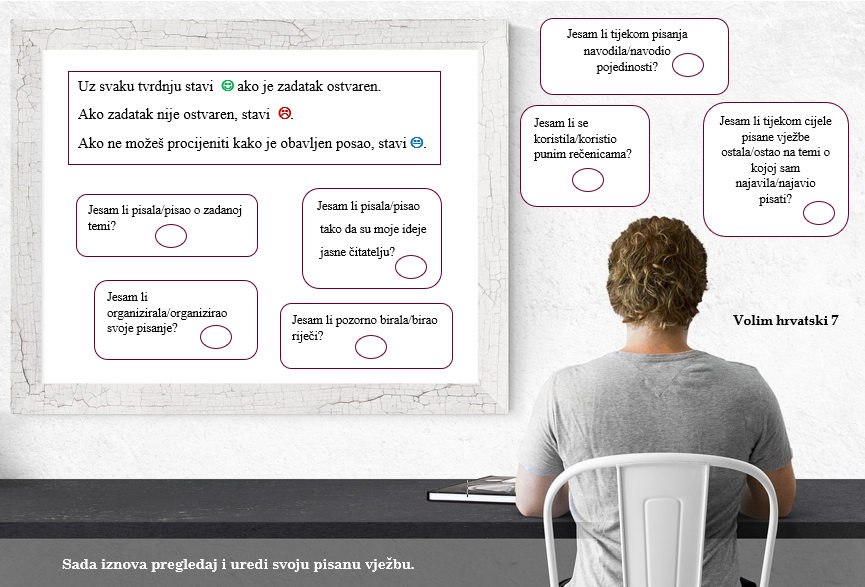 Uz svaku tvrdnju stavi ako je zadatak ostvaren.
Ako zadatak nije ostvaren, stavi .
Ako ne možeš procijeniti kako je obavljen posao, stavi .
Jesam li pisala/pisao o zadanoj
temi?
Jesam li pisala/pisao
tako da su moje ideje
jasne čitatelju?
Jesam li
organizirala/organizirao
svoje pisanje?
Jesam li pozorno birala/birao
riječi?
Jesam li tijekom pisanja
navodila/navodio
pojedinosti?
Jesam li se
koristila/koristio
punim rečenicama?
Jesam li tijekom cijele
pisane vježbe
ostala/ostao na temi o
kojoj sam
najavila/najavio
pisati?
Volim hrvatski 7
Sada iznova pregledaj i uredi svoju pisanu vježbu.